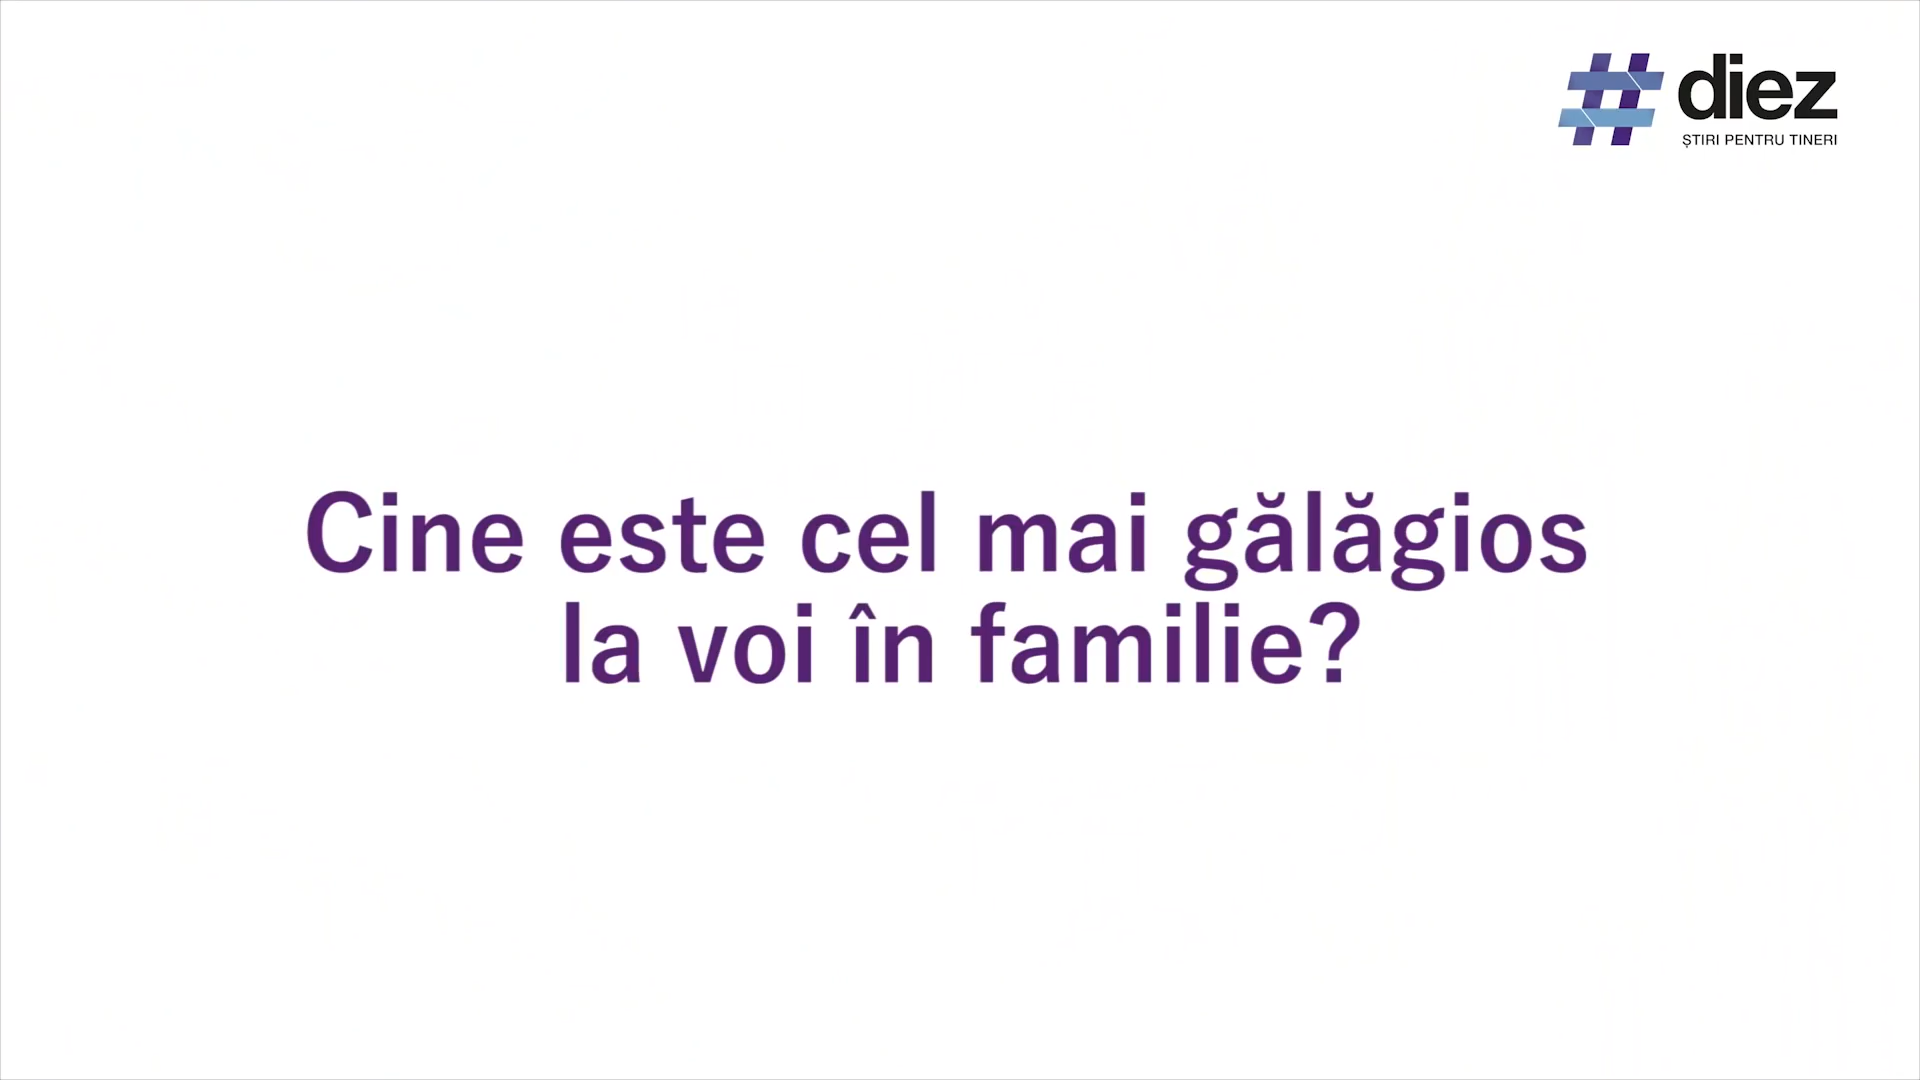 #diez
ȘTIRI PENTRU TINERI
Cine este cel mai gălăgios
la voi în familie?